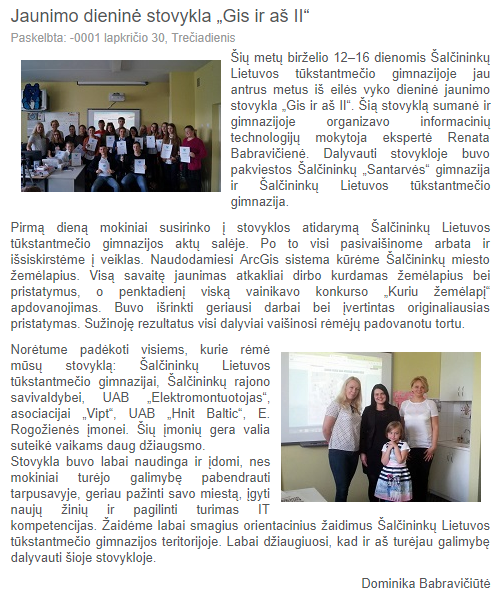 Jaunimo dieninė stovykla „Gis ir aš II“
Paskelbta: -0001 lapkričio 30, Trečiadienis
Šių metų birželio 12–16 dienomis Šalčininkų
Lietuvos tūkstantmečio gimnazijoje jau
antrus metus iš eilės vyko dieninė jaunimo
stovykla „Gis ir aš II“. Šią stovyklą sumanė ir
gimnazijoje organizavo informacinių
technologijų mokytoja ekspertė Renata
Babravičienė. Dalyvauti stovykloje buvo
pakviestos Šalčininkų „Santarvės“ gimnazija
ir Šalčininkų Lietuvos tūkstantmečio
gimnazija.
Pirmą dieną mokiniai susirinko į stovyklos atidarymą Šalčininkų Lietuvos
tūkstantmečio gimnazijos aktų salėje. Po to visi pasivaišinome arbata ir
išsiskirstėme į veiklas. Naudodamiesi ArcGis sistema kūrėme Šalčininkų miesto
žemėlapius. Visą savaitę jaunimas atkakliai dirbo kurdamas žemėlapius bei
pristatymus, o penktadienį viską vainikavo konkurso „Kuriu žemėlapį“
apdovanojimas. Buvo išrinkti geriausi darbai bei įvertintas originaliausias
pristatymas. Sužinoję rezultatus visi dalyviai vaišinosi rėmėjų padovanotu tortu.
Norėtume padėkoti visiems, kurie rėmė
mūsų stovyklą: Šalčininkų Lietuvos
tūkstantmečio gimnazijai, Šalčininkų rajono
savivaldybei, UAB „Elektromontuotojas“,
asociacijai „Vipt“, UAB „Hnit Baltic“, E.
Rogožienės įmonei. Šių įmonių gera valia
suteikė vaikams daug džiaugsmo.
Stovykla buvo labai naudinga ir įdomi, nes
mokiniai turėjo galimybę pabendrauti
tarpusavyje, geriau pažinti savo miestą, įgyti
naujų žinių ir pagilinti turimas IT
kompetencijas. Žaidėme labai smagius orientacinius žaidimus Šalčininkų Lietuvos
tūkstantmečio gimnazijos teritorijoje. Labai džiaugiuosi, kad ir aš turėjau galimybę
dalyvauti šioje stovykloje.
Dominika Babravičiūtė